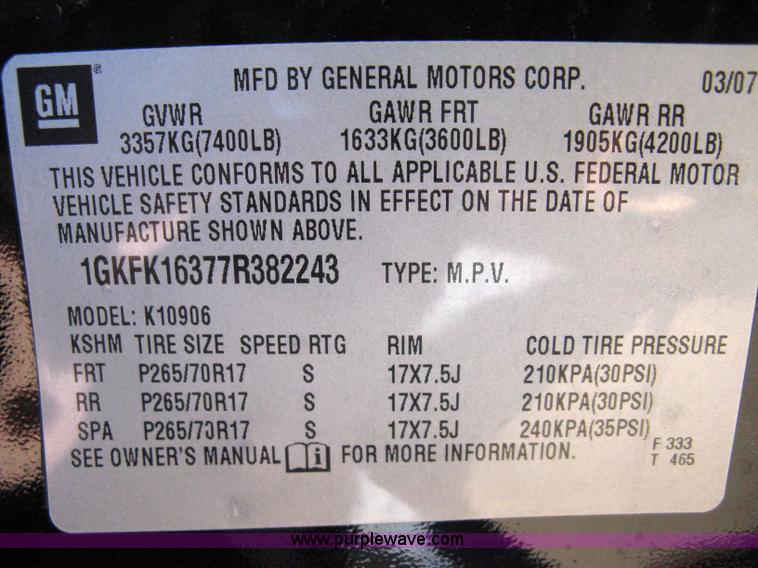 GM ® MFD BY GENERAL MOTORS CORP. 03/07
GVWR GAWR FRT GAWR RR
3357KG(7400LB) 1633KG(3600LB) 1905KG(4200LB)
THIS VEHICLE CONFORMS TO ALL APPLICABLE U.S. FEDERAL MOTOR
VEHICLE SAFETY STANDARDS IN EFFECT ON THE DATE OF
MANUFACTURE SHOWN ABOVE.
1GKFK16377R382243 TYPE: M.P.V.
MODEL: K10906
KSHM TIRE SIZE SPEED RTG RIM COLD TIRE PRESSURE
FRT P265/70R17 S 17X7.5J 210KPA(30PSI)
RR P265/70R17 S 17X7.5J 210KPA(30PSI)
SPA P265/70R17 S 17X7.5J 240KPA(35PSI)
SEE OWNER'S MANUAL i FOR MORE INFORMATION. F 333
T 465
www.purplewave.com